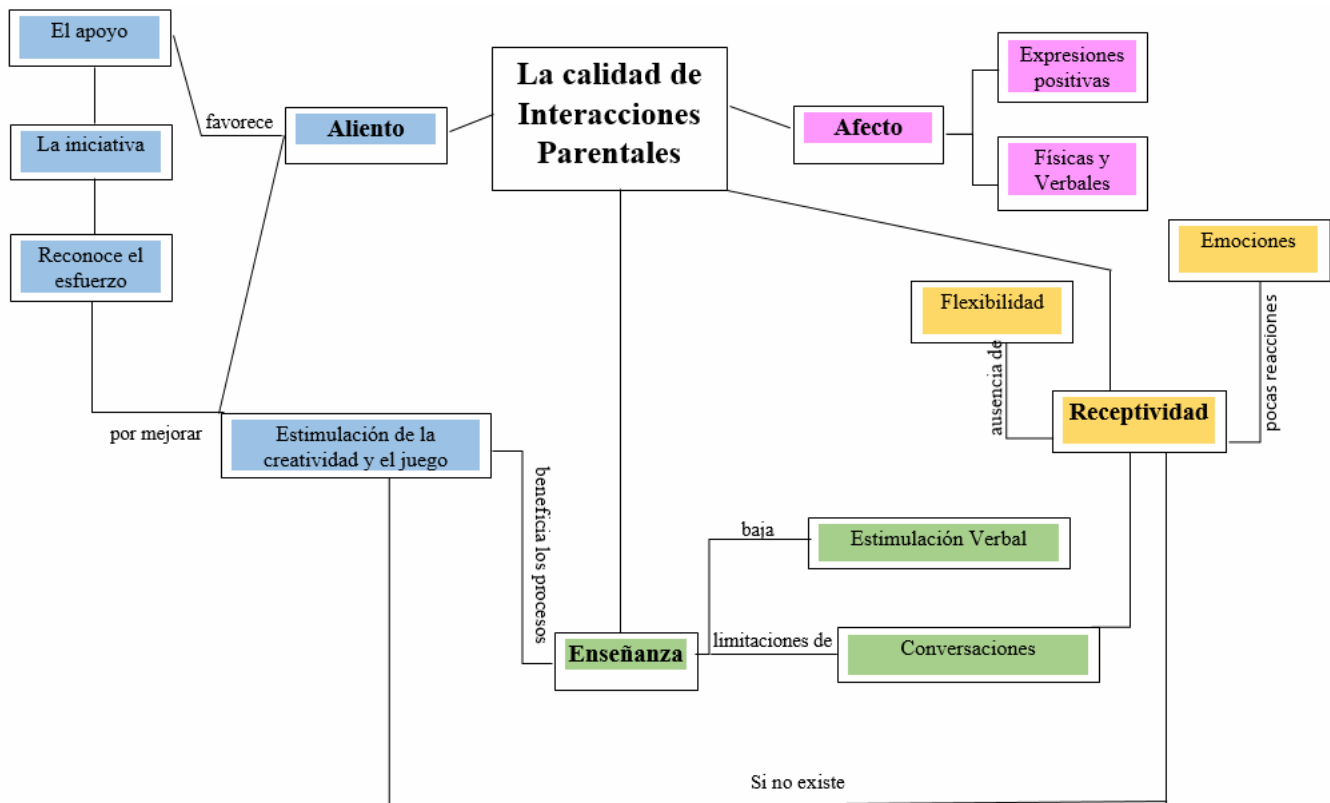 El apoyo
La calidad de
Interacciones
Parentales
Expresiones
positivas
favorece
Aliento
Afecto
La iniciativa
Físicas y
Verbales
Reconoce el
esfuerzo
Emociones
Flexibilidad
ausencia de
pocas reacciones
Receptividad
por mejorar
Estimulación de la
creatividad y el juego
beneficia los procesos
baja
Estimulación Verbal
Enseñanza
limitaciones de
Conversaciones
Si no existe